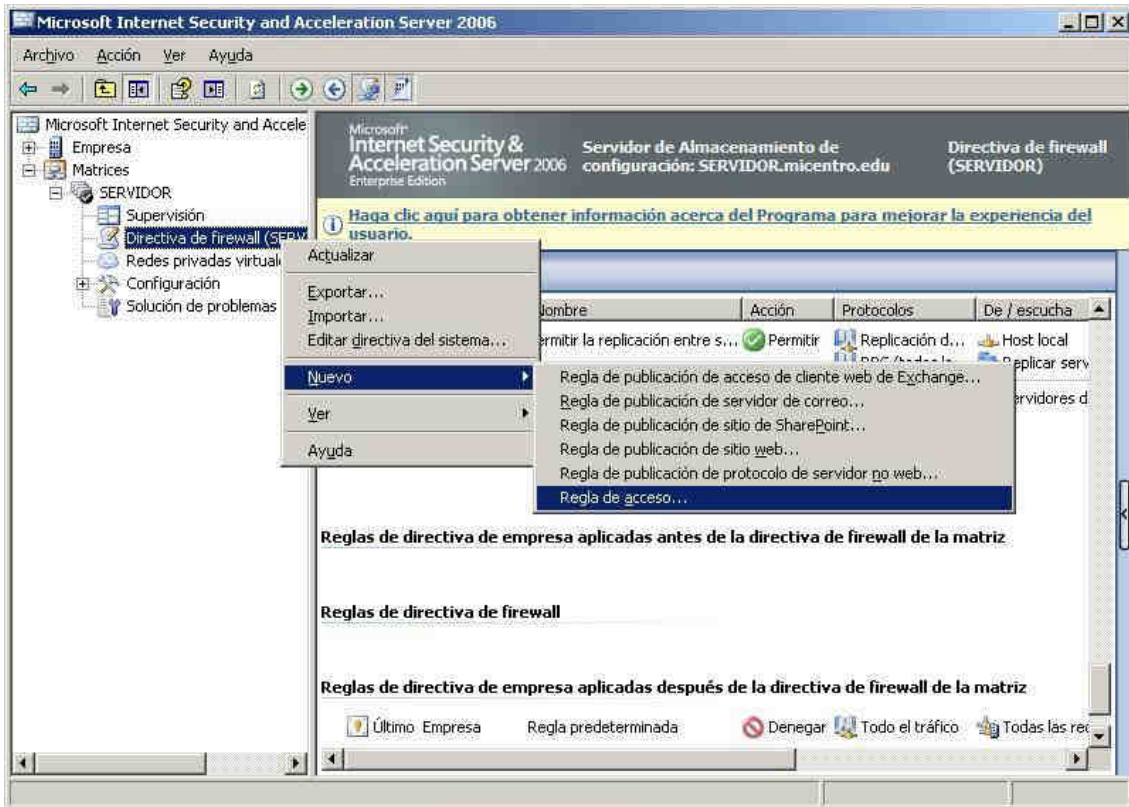 Microsoft Internet Security and Acceleration Server 2006
Archivo Acción Ver Ayuda
Microsoft Internet Security and Accele
Empresa
Matrices
SERVIDOR
Supervisión
Directiva de firewall (SERV
Redes privadas virtual
Configuración
Solución de problemas
Microsoft
Internet Security &
Acceleration Server 2006
Enterprise Edition
Servidor de Almacenamiento de
configuración: SERVIDOR.micentro.edu
Directiva de firewall
(SERVIDOR)
Haga clic aquí para obtener información acerca del Programa para mejorar la experiencia del
usuario.
Actualizar
Exportar...
Importar...
Editar directiva del sistema...
Nuevo
Ver
Ayuda
Nombre Acción Protocolos De / escucha
ermitir la replicación entre s... Permitir Replicación d... Host local
Replicar serv
ervidores d
Regla de publicación de acceso de cliente web de Exchange...
Regla de publicación de servidor de correo...
Regla de publicación de sitio de SharePoint...
Regla de publicación de sitio web...
Regla de publicación de protocolo de servidor no web...
Regla de acceso...
Reglas de directiva de empresa aplicadas antes de la directiva de firewall de la matriz
Reglas de directiva de firewall
Reglas de directiva de empresa aplicadas después de la directiva de firewall de la matriz
Último Empresa Regla predeterminada Denegar Todo el tráfico Todas las rec